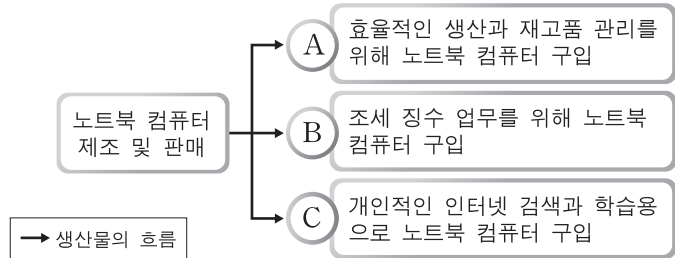 노트북 컴퓨터
제조 및 판매
A
효율적인 생산과 재고품 관리를
위해 노트북 컴퓨터 구입
B
조세 징수 업무를 위해 노트북
컴퓨터 구입
C
개인적인 인터넷 검색과 학습용
으로 노트북 컴퓨터 구입
→ 생산물의 흐름